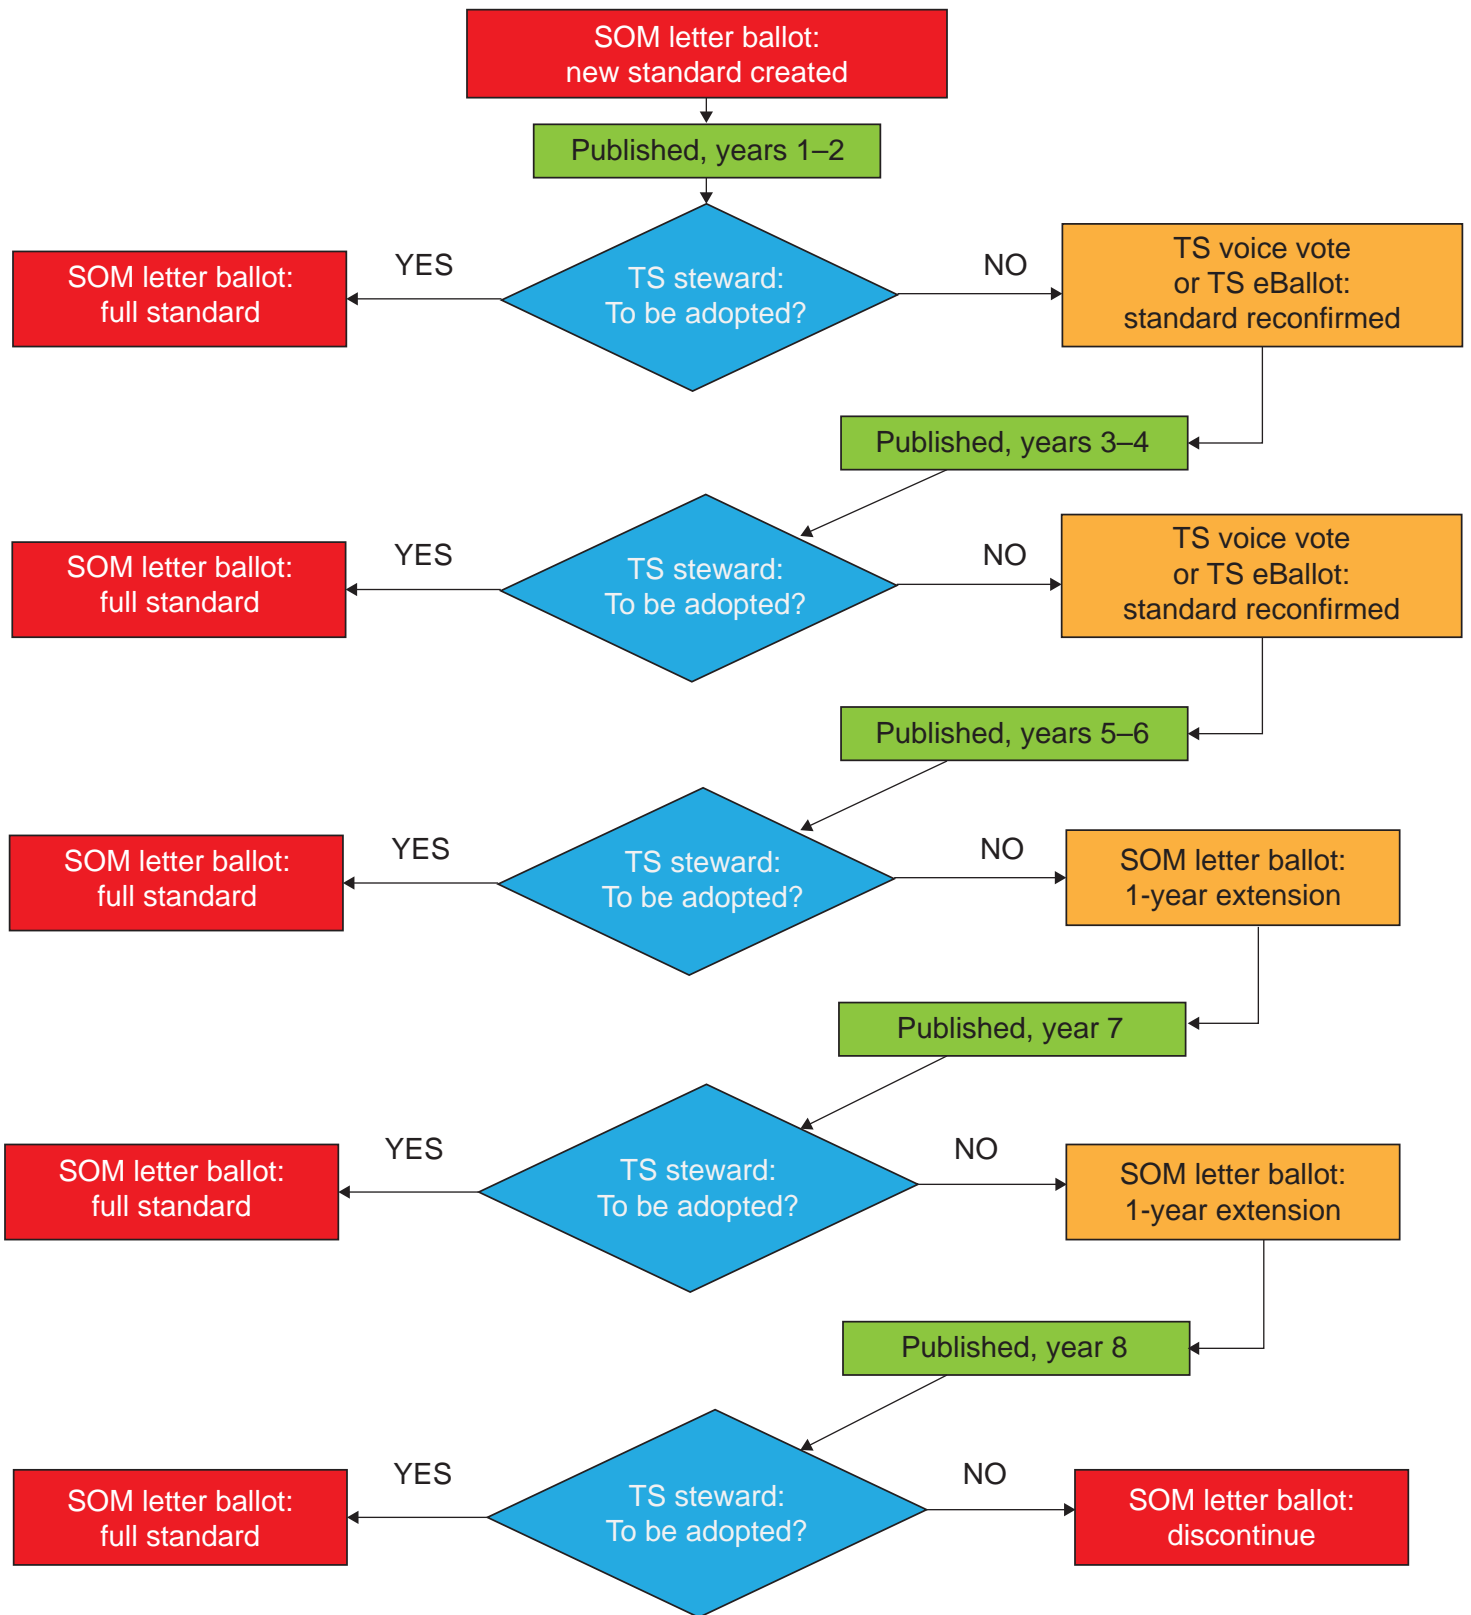 SOM letter ballot:
new standard created
Published, years 1–2
YES
NO
SOM letter ballot:
full standard
TS steward:
To be adopted?
TS voice vote
or TS eBallot:
standard reconfirmed
Published, years 3–4
YES
NO
SOM letter ballot:
full standard
TS steward:
To be adopted?
TS voice vote
or TS eBallot:
standard reconfirmed
Published, years 5–6
YES
NO
SOM letter ballot:
full standard
TS steward:
To be adopted?
SOM letter ballot:
1-year extension
Published, year 7
YES
NO
SOM letter ballot:
full standard
TS steward:
To be adopted?
SOM letter ballot:
1-year extension
Published, year 8
YES
NO
SOM letter ballot:
full standard
TS steward:
To be adopted?
SOM letter ballot:
discontinue